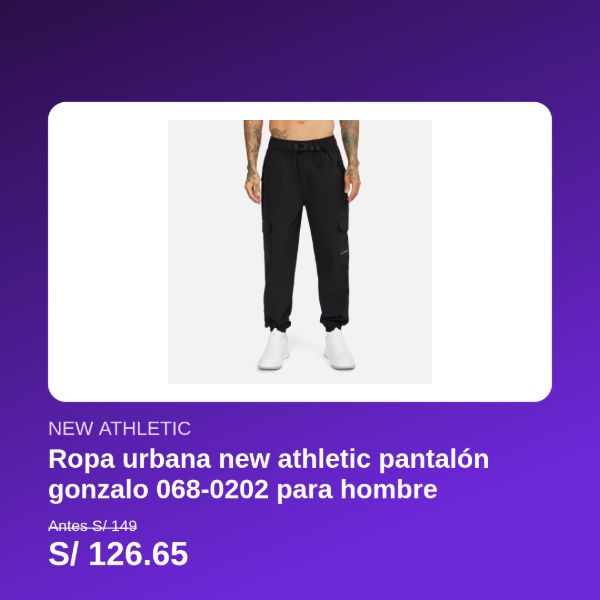 NEW ATHLETIC
Ropa urbana new athletic pantalón
gonzalo 068-0202 para hombre
Antes S/ 149
S/ 126.65